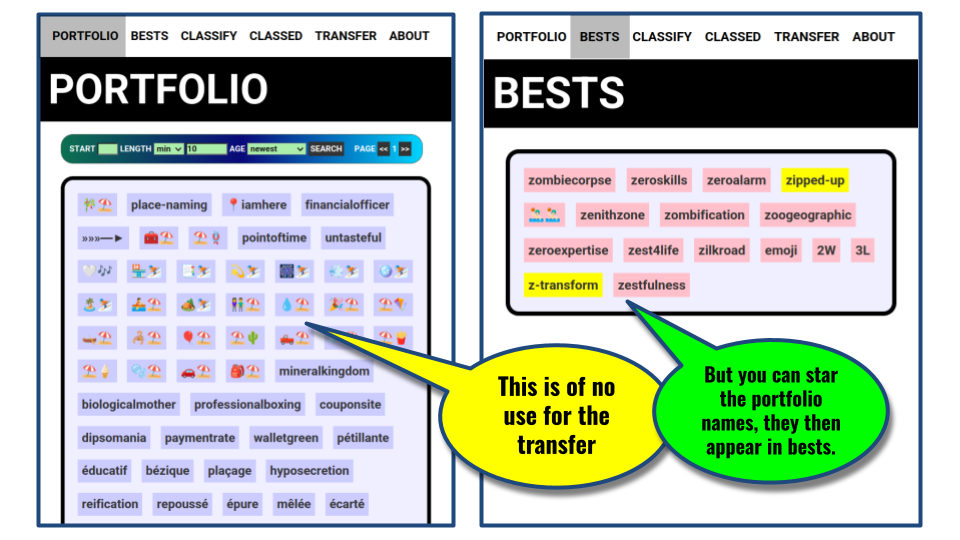 PORTFOLIO BESTS CLASSIFY CLASSED TRANSFER ABOUT
PORTFOLIO
START LENGTH min 10 AGE newest SEARCH PAGE << 1 >>
place-naming iamhere financialofficer
»»»—► pointoftime untasteful
mineralkingdom
biologicalmother professionalboxing couponsite
dipsomania paymentrate walletgreen pétillante
éducatif bézique plaçage hyposecretion
reification repoussé épure mêlée écarté
This is of no
use for the
transfer
PORTFOLIO BESTS CLASSIFY CLASSED TRANSFER ABOUT
BESTS
zombiecorpse zeroskills zeroalarm zipped-up
zenithzone zombification zoogeographic
zeroexpertise zest4life zilkroad emoji 2W 3L
z-transform zestfulness
But you can star
the portfolio
names, they then
appear in bests.